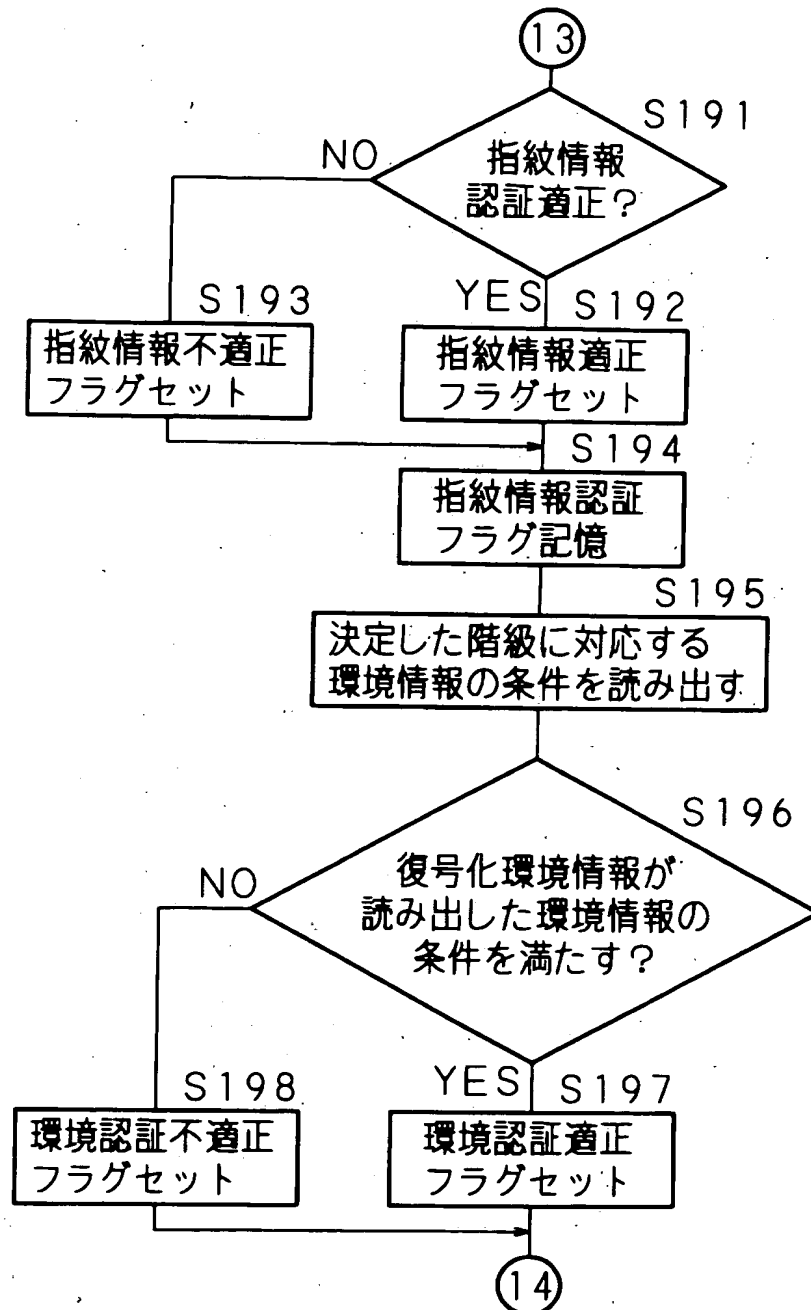 13
S191
指紋情報
認証適正?
NO
YES
S193
指紋情報不適正
フラグセット
S192
指紋情報適正
フラグセット
S194
指紋情報認証
フラグ記憶
S195
決定した階級に対応する
環境情報の条件を読み出す
S196
復号化環境情報が
読み出した環境情報の
条件を満たす?
NO
YES
S198
環境認証不適正
フラグセット
S197
環境認証適正
フラグセット
14